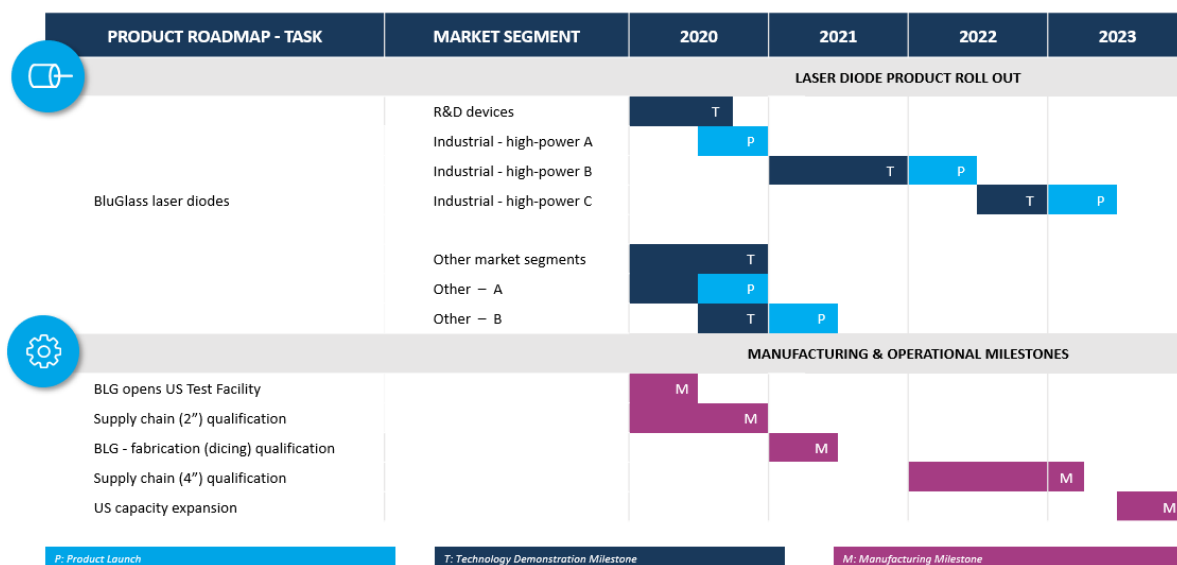 PRODUCT ROADMAP - TASK MARKET SEGMENT 2020 2021 2022 2023
LASER DIODE PRODUCT ROLL OUT
R&D devices T
Industrial - high-power A P
Industrial - high-power B T P
BluGlass laser diodes Industrial - high-power C T P
Other market segments T
Other – A P
Other – B T P
MANUFACTURING & OPERATIONAL MILESTONES
BLG opens US Test Facility M
Supply chain (2”) qualification M
BLG - fabrication (dicing) qualification M
Supply chain (4”) qualification M
US capacity expansion M
P: Product Launch T: Technology Demonstration Milestone M: Manufacturing Milestone